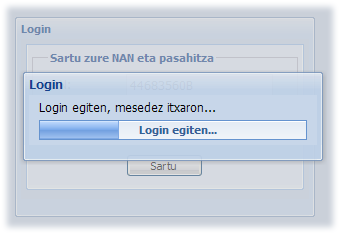 Login
Sartu zure NAN eta pasahitza
Login
Login egiten, mesedez itxaron...
Login egiten...
Sartu